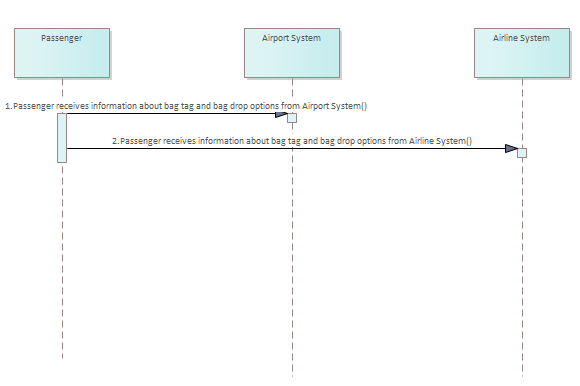 Passenger
Airport System
Airline System
1.Passenger receives information about bag tag and bag drop options from Airport System()
2.Passenger receives information about bag tag and bag drop options from Airline System()